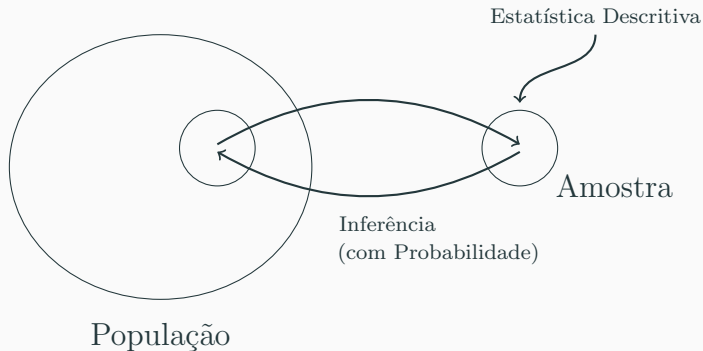 Estatística Descritiva
Amostra
Inferência
(com Probabilidade)
População